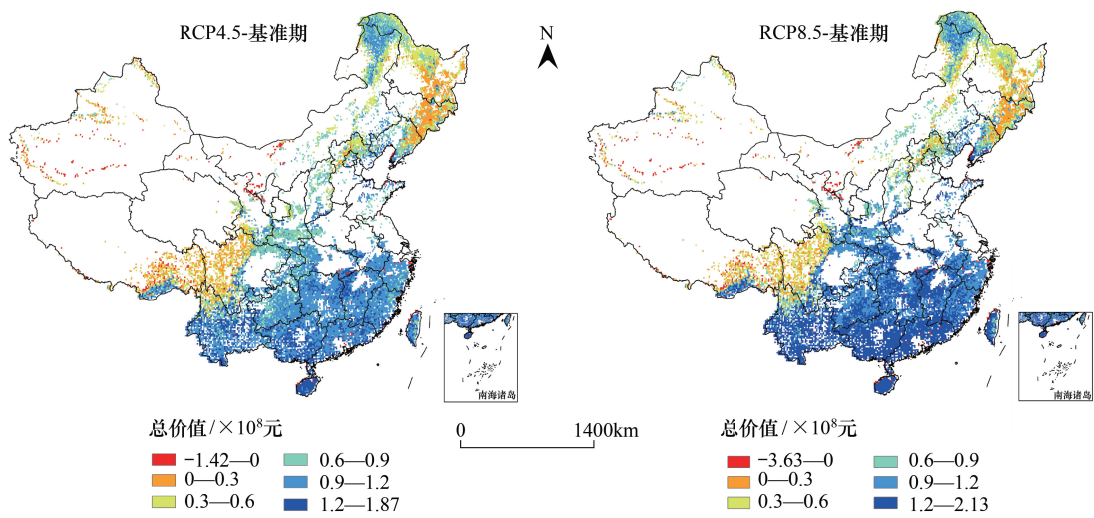 RCP4.5-基准期
N
RCP8.5-基准期
南海诸岛
南海诸岛
总价值/×10⁸元
-1.42—0
0—0.3
0.3—0.6
0.6—0.9
0.9—1.2
1.2—1.87
0 1400km
总价值/×10⁸元
-3.63—0
0—0.3
0.3—0.6
0.6—0.9
0.9—1.2
1.2—2.13